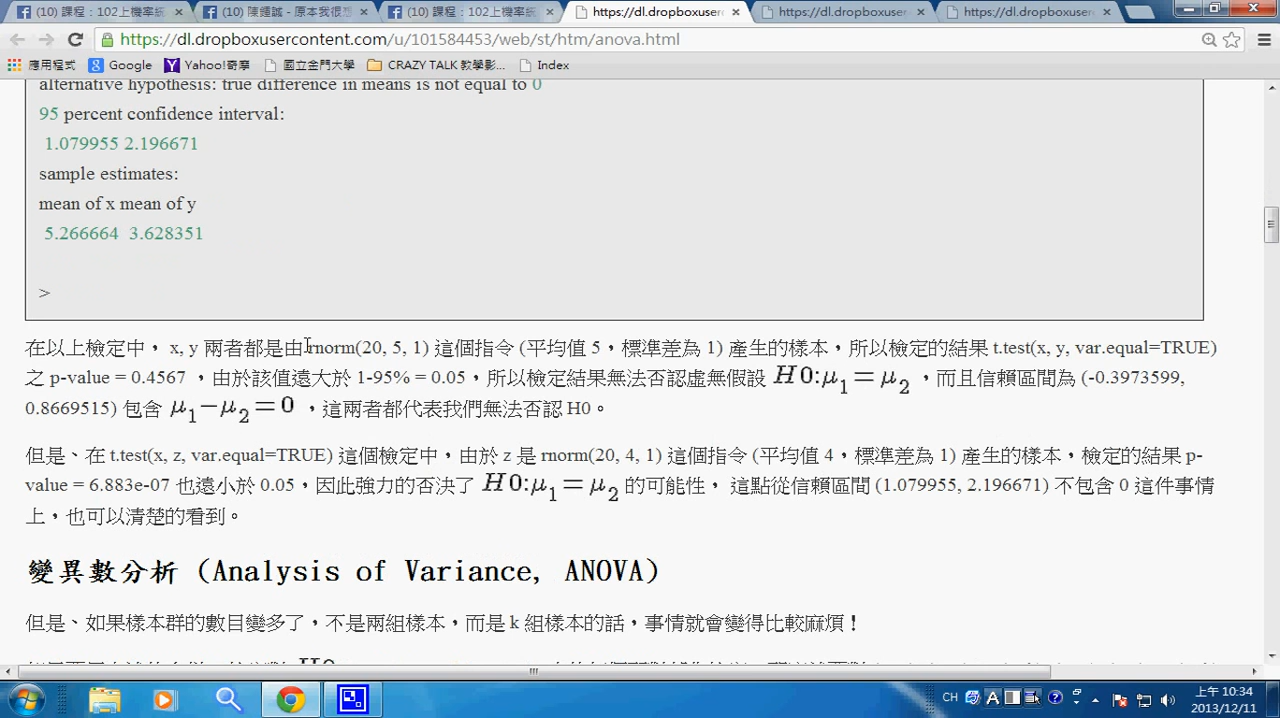 (10) 課程：102上機率統
(10) 陳鍾誠 - 原本我很想
(10) 課程：102上機率統
https://dl.dropboxuser
https://dl.dropboxuser
https://dl.dropboxuser
https://dl.dropboxusercontent.com/u/101584453/web/st/htm/anova.html
應用程式 Google Yahoo!奇摩 國立金門大學 CRAZY TALK 教學影... Index
alternative hypothesis: true difference in means is not equal to 0
95 percent confidence interval:
1.079955 2.196671
sample estimates:
mean of x mean of y
5.266664 3.628351
>
在以上檢定中， x, y 兩者都是由 rnorm(20, 5, 1) 這個指令 (平均值 5，標準差為 1) 產生的樣本，所以檢定的結果 t.test(x, y, var.equal=TRUE)
之 p-value = 0.4567 ，由於該值遠大於 1-95% = 0.05，所以檢定結果無法否認虛無假設 H0:μ1=μ2 ，而且信賴區間為 (-0.3973599,
0.8669515) 包含 μ1−μ2=0 ，這兩者都代表我們無法否認 H0。
但是、在 t.test(x, z, var.equal=TRUE) 這個檢定中，由於 z 是 rnorm(20, 4, 1) 這個指令 (平均值 4，標準差為 1) 產生的樣本，檢定的結果 p-
value = 6.883e-07 也遠小於 0.05，因此強力的否決了 H0:μ1=μ2 的可能性， 這點從信賴區間 (1.079955, 2.196671) 不包含 0 這件事情
上，也可以清楚的看到。
變異數分析 (Analysis of Variance, ANOVA)
但是、如果樣本群的數目變多了，不是兩組樣本，而是 k 組樣本的話，事情就會變得比較麻煩！
CH
上午 10:34
2013/12/11